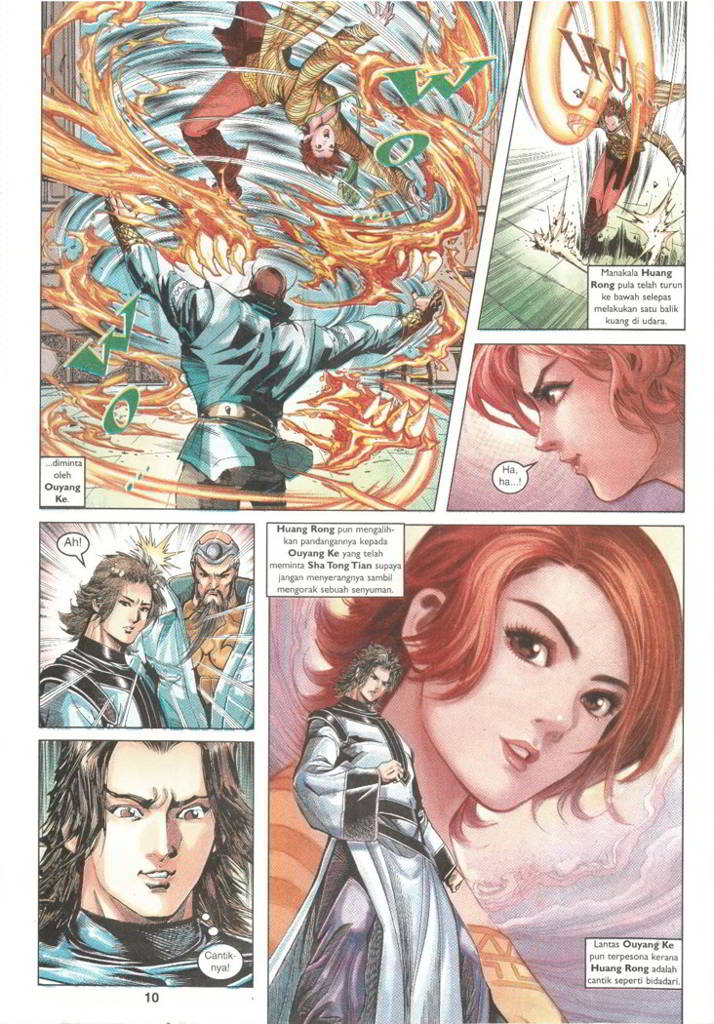 WOW
WOW
HU
...diminta
oleh
Ouyang
Ke.
Manakala Huang
Rong pula telah turun
ke bawah selepas
melakukan satu balik
kuang di udara.
Ha,
ha...!
Ah!
Huang Rong pun mengalih-
kan pandangannya kepada
Ouyang Ke yang telah
meminta Sha Tong Tian supaya
jangan menyerangnya sambil
mengorak sebuah senyuman.
Cantik-
nya!
Lantas Ouyang Ke
pun terpesona kerana
Huang Rong adalah
cantik seperti bidadari.
10